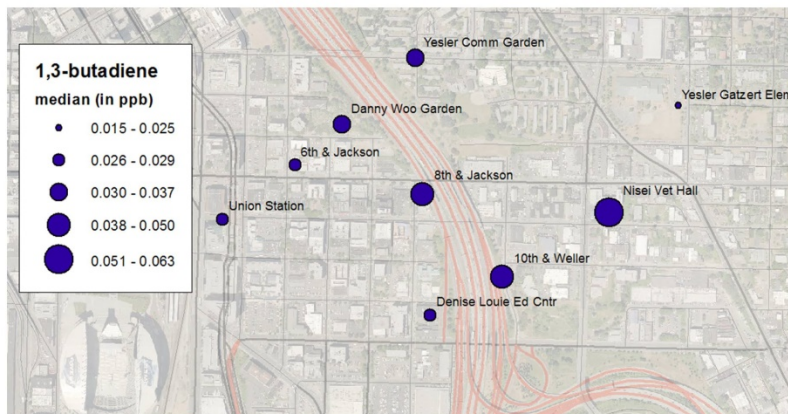 1,3-butadiene
median (in ppb)
0.015 - 0.025
0.026 - 0.029
0.030 - 0.037
0.038 - 0.050
0.051 - 0.063
Yesler Comm Garden
Yesler Gatzert Elem
Danny Woo Garden
6th & Jackson
8th & Jackson
Nisei Vet Hall
Union Station
10th & Weller
Denise Louie Ed Cntr